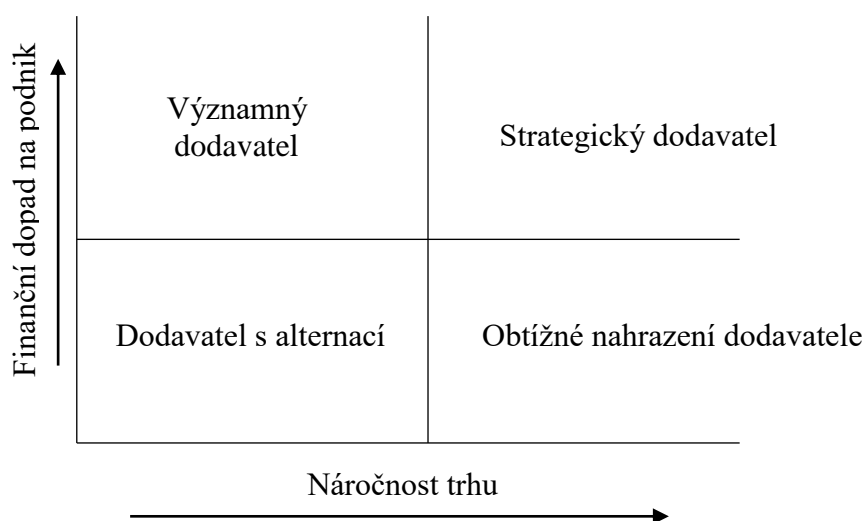 Finanční dopad na podnik
Významný
dodavatel
Strategický dodavatel
Dodavatel s alternací
Obtížné nahrazení dodavatele
Náročnost trhu